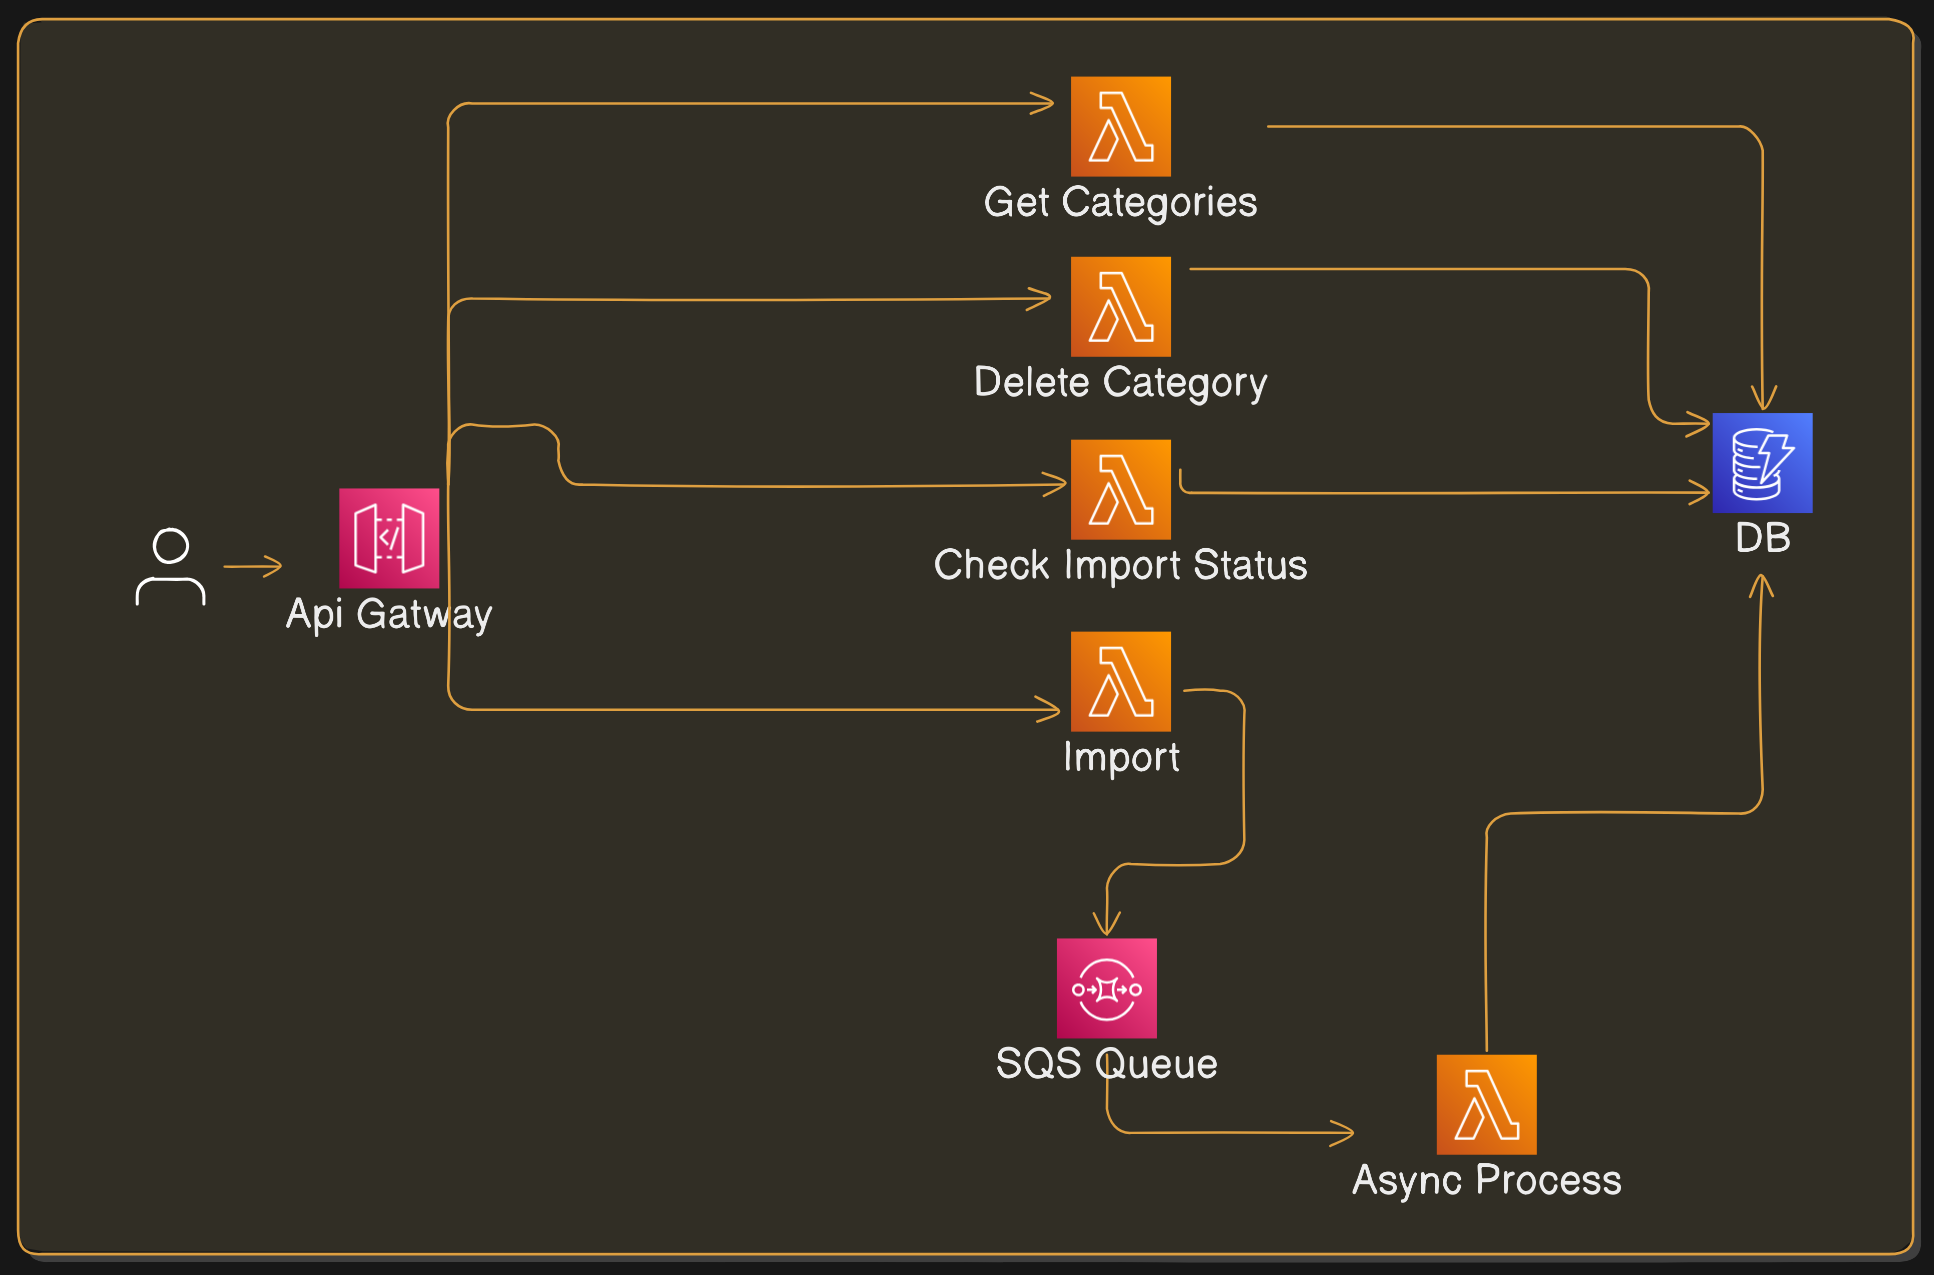 Get Categories
Delete Category
Check Import Status
DB
Api Gatway
Import
SQS Queue
Async Process